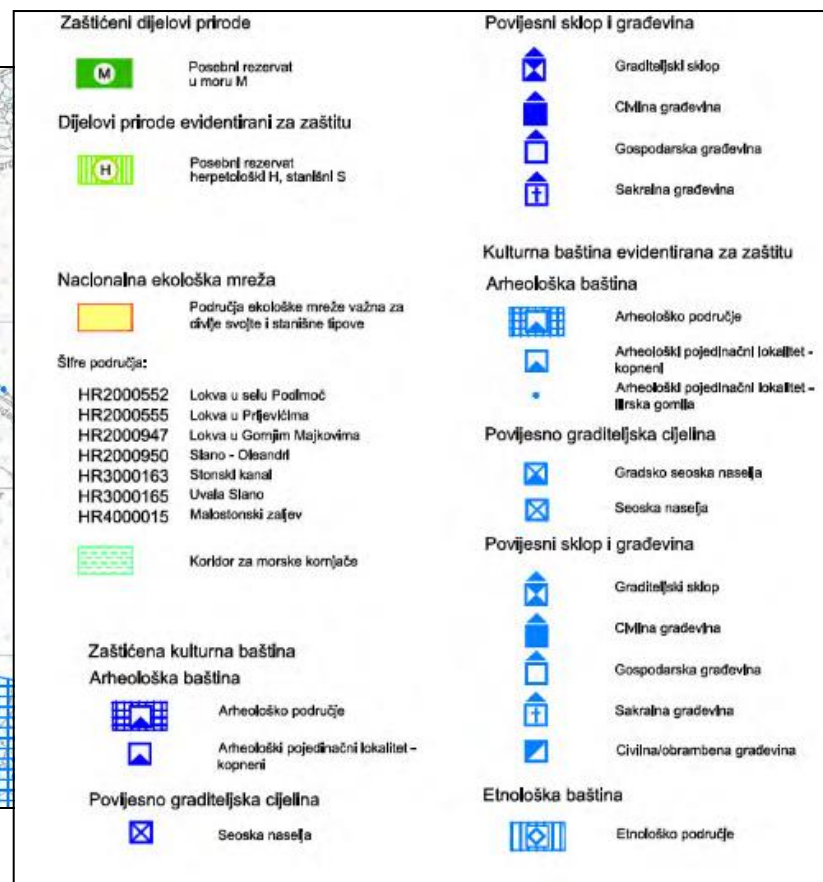 Zaštićeni dijelovi prirode
M
Posebni rezervat
u moru M
Dijelovi prirode evidentirani za zaštitu
H
Posebni rezervat
herpetološki H, stanišni S
Nacionalna ekološka mreža
Područja ekološke mreže važna za
divlje svojte i stanišne tipove
Šifre područja:
HR2000552 Lokva u selu Podimoč
HR2000555 Lokva u Prljevićima
HR2000947 Lokva u Gornjim Majkovima
HR2000950 Slano - Oleandri
HR3000163 Stonski kanal
HR3000165 Uvala Slano
HR4000015 Malostonski zaljev
Koridor za morske kornjače
Zaštićena kulturna baština
Arheološka baština
Arheološko područje
Arheološki pojedinačni lokalitet -
kopneni
Povijesno graditeljska cijelina
Seoska naselja
Povijesni sklop i građevina
Graditeljski sklop
Civilna građevina
Gospodarska građevina
Sakralna građevina
Kulturna baština evidentirana za zaštitu
Arheološka baština
Arheološko područje
Arheološki pojedinačni lokalitet -
kopneni
Arheološki pojedinačni lokalitet -
ilirska gomila
Povijesno graditeljska cijelina
Gradsko seoska naselja
Seoska naselja
Povijesni sklop i građevina
Graditeljski sklop
Civilna građevina
Gospodarska građevina
Sakralna građevina
Civilna/obrambena građevina
Etnološka baština
Etnološko područje